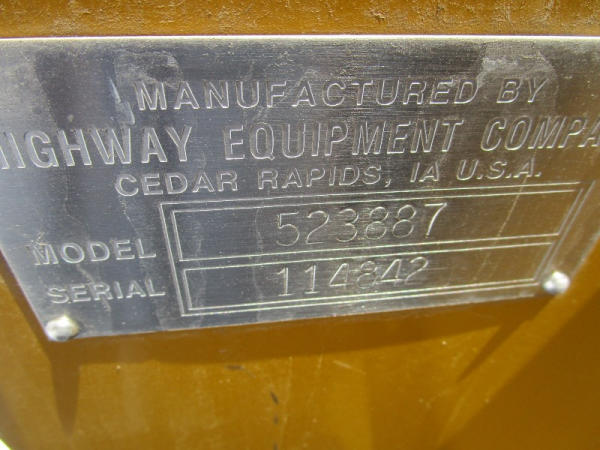 MANUFACTURED BY
HIGHWAY EQUIPMENT COMPA
CEDAR RAPIDS, IA U.S.A.
MODEL 523887
SERIAL 114842